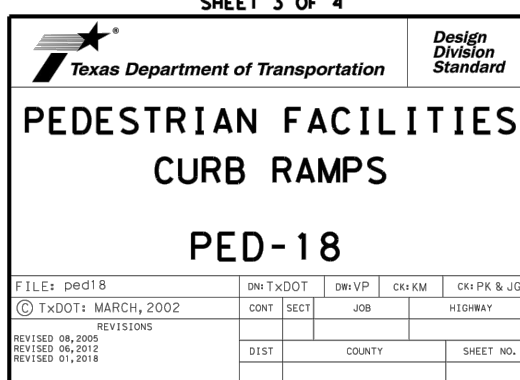 SHEET 3 OF 4
Texas Department of Transportation
Design
Division
Standard
PEDESTRIAN FACILITIES
CURB RAMPS
PED-18
FILE: ped18 DN: TxDOT DW: VP CK: KM CK: PK & JG
© TxDOT: MARCH, 2002 CONT SECT JOB HIGHWAY
REVISIONS
REVISED 08, 2005
REVISED 06, 2012
REVISED 01, 2018
DIST COUNTY SHEET NO.